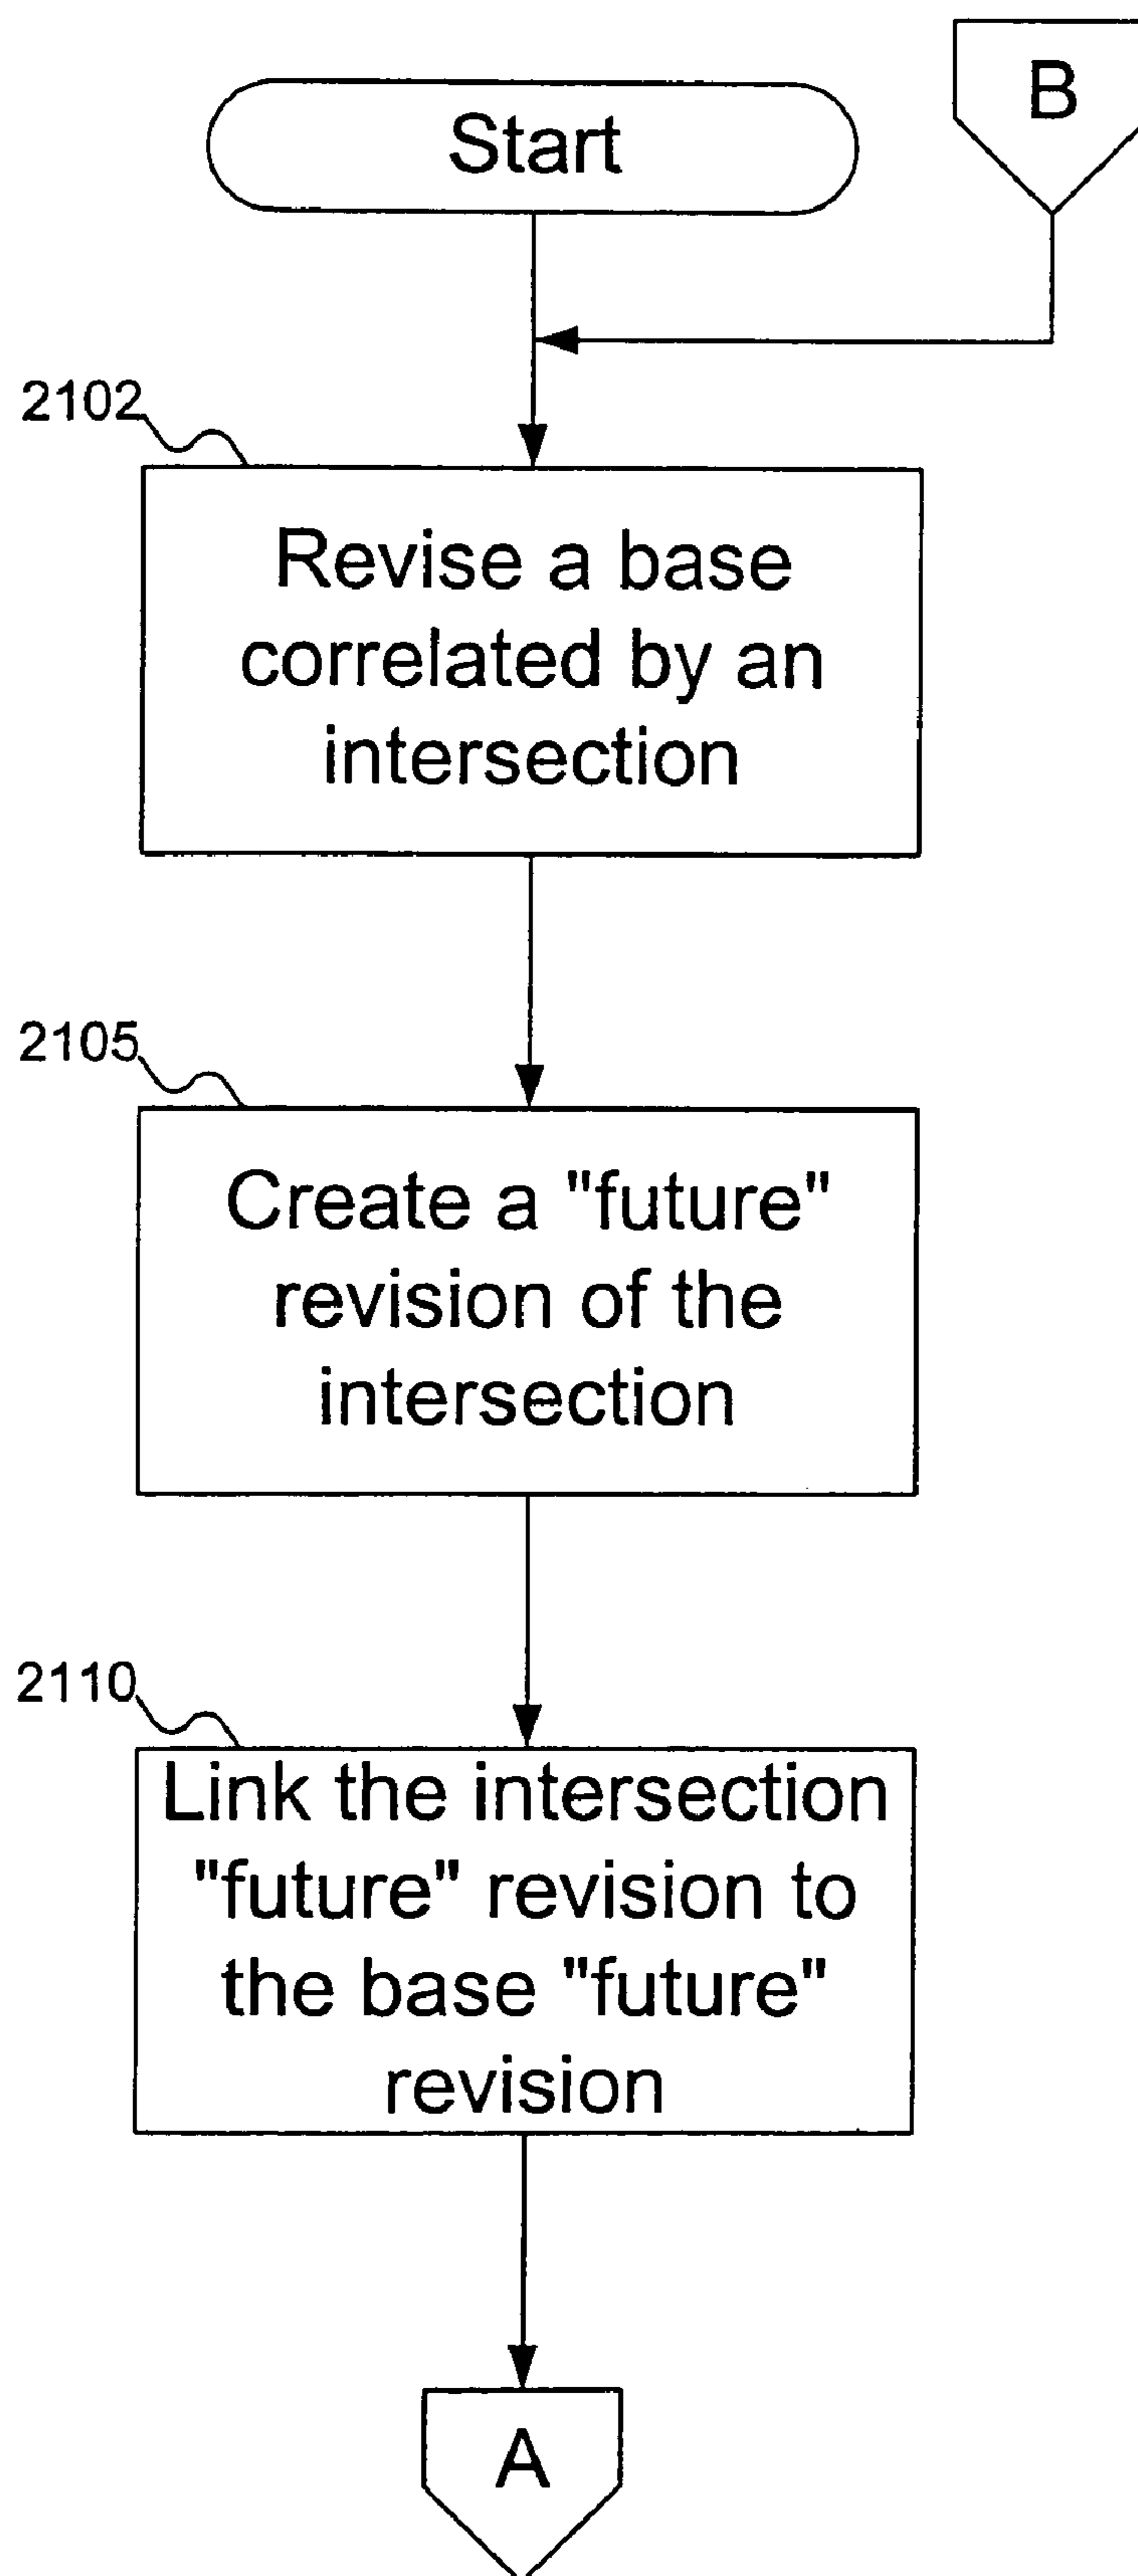 B
Start
2102
Revise a base
correlated by an
intersection
2105
Create a "future"
revision of the
intersection
2110
Link the intersection
"future" revision to
the base "future"
revision
A